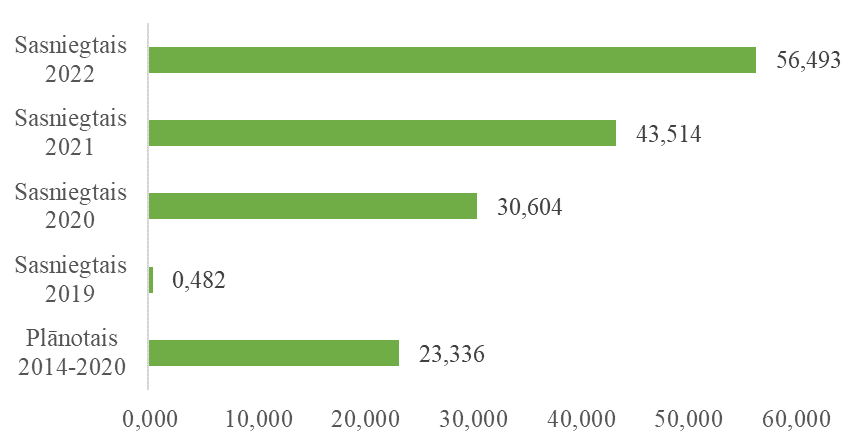 Sasniegtais
2022
56,493
Sasniegtais
2021
43,514
Sasniegtais
2020
30,604
Sasniegtais
2019
0,482
Plānotais
2014-2020
23,336
0,000 10,000 20,000 30,000 40,000 50,000 60,000